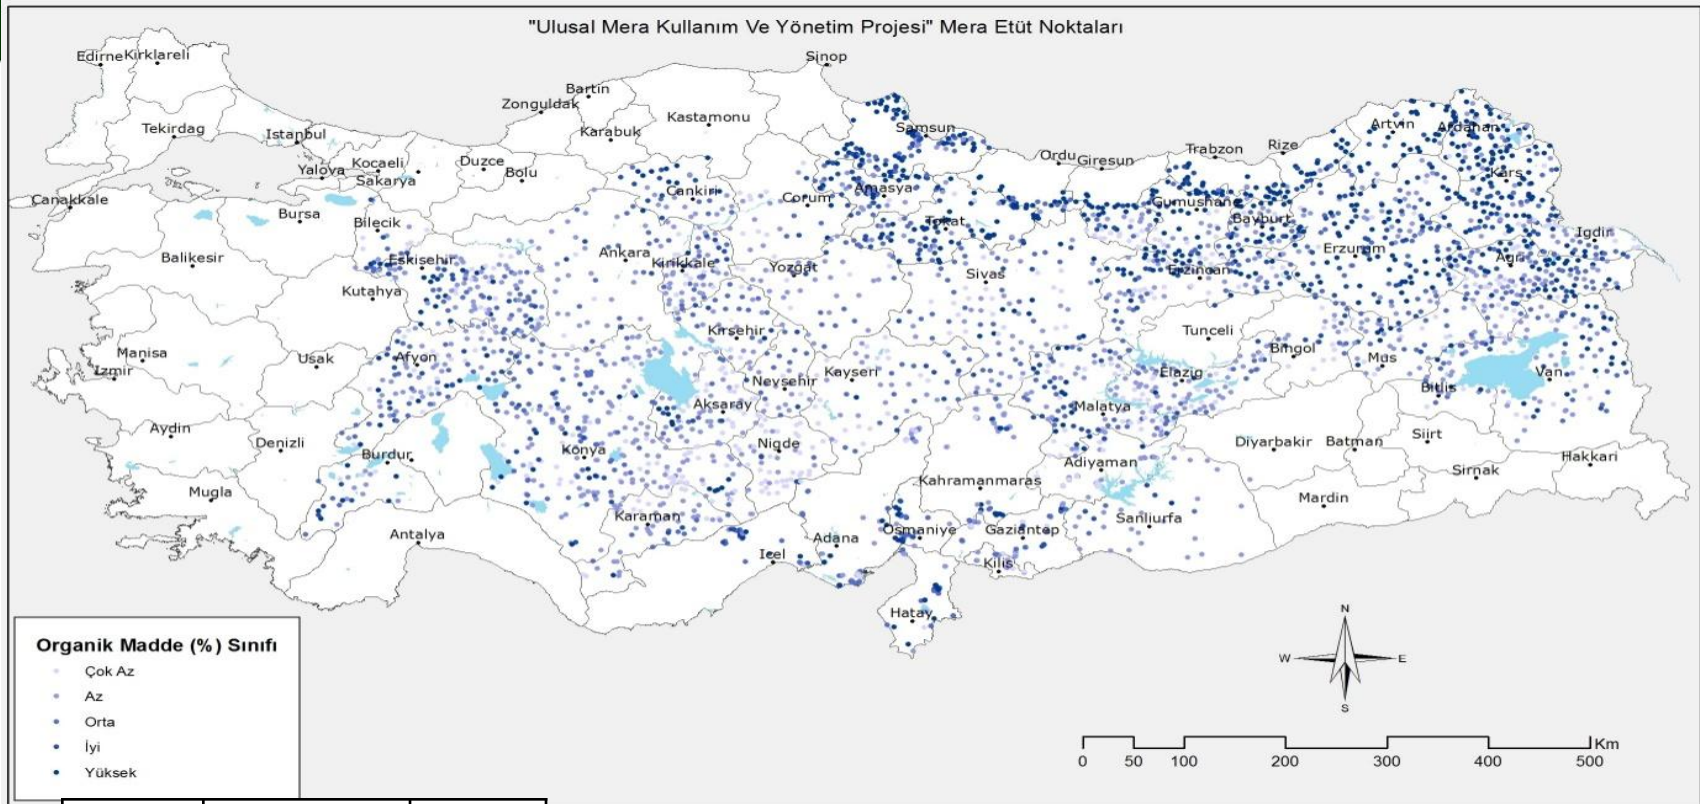 "Ulusal Mera Kullanım Ve Yönetim Projesi" Mera Etüt Noktaları
Edirne
Kirklareli
Sinop
Bartin
Zonguldak
Kastamonu
Karabuk
Tekirdag
Istanbul
Samsun
Artvin
Ardahan
Kocaeli
Duzce
Bolu
Yalova
Sakarya
Ordu
Giresun
Trabzon
Rize
Kars
Canakkale
Bursa
Bilecik
Cankiri
Corum
Amasya
Tokat
Gumushane
Bayburt
Igdir
Balikesir
Eskisehir
Ankara
Kirikkale
Yozgat
Sivas
Erzincan
Erzurum
Agri
Kutahya
Kirsehir
Tunceli
Manisa
Izmir
Usak
Afyon
Nevsehir
Kayseri
Elazig
Bingol
Mus
Bitlis
Van
Aksaray
Malatya
Aydin
Denizli
Burdur
Konya
Nigde
Adiyaman
Diyarbakir
Batman
Siirt
Sirnak
Hakkari
Mugla
Kahramanmaras
Mardin
Antalya
Karaman
Icel
Adana
Osmaniye
Gaziantep
Sanliurfa
Kilis
Hatay
Organik Madde (%) Sınıfı
Çok Az
Az
Orta
İyi
Yüksek
N
W E
S
Km
0 50 100 200 300 400 500